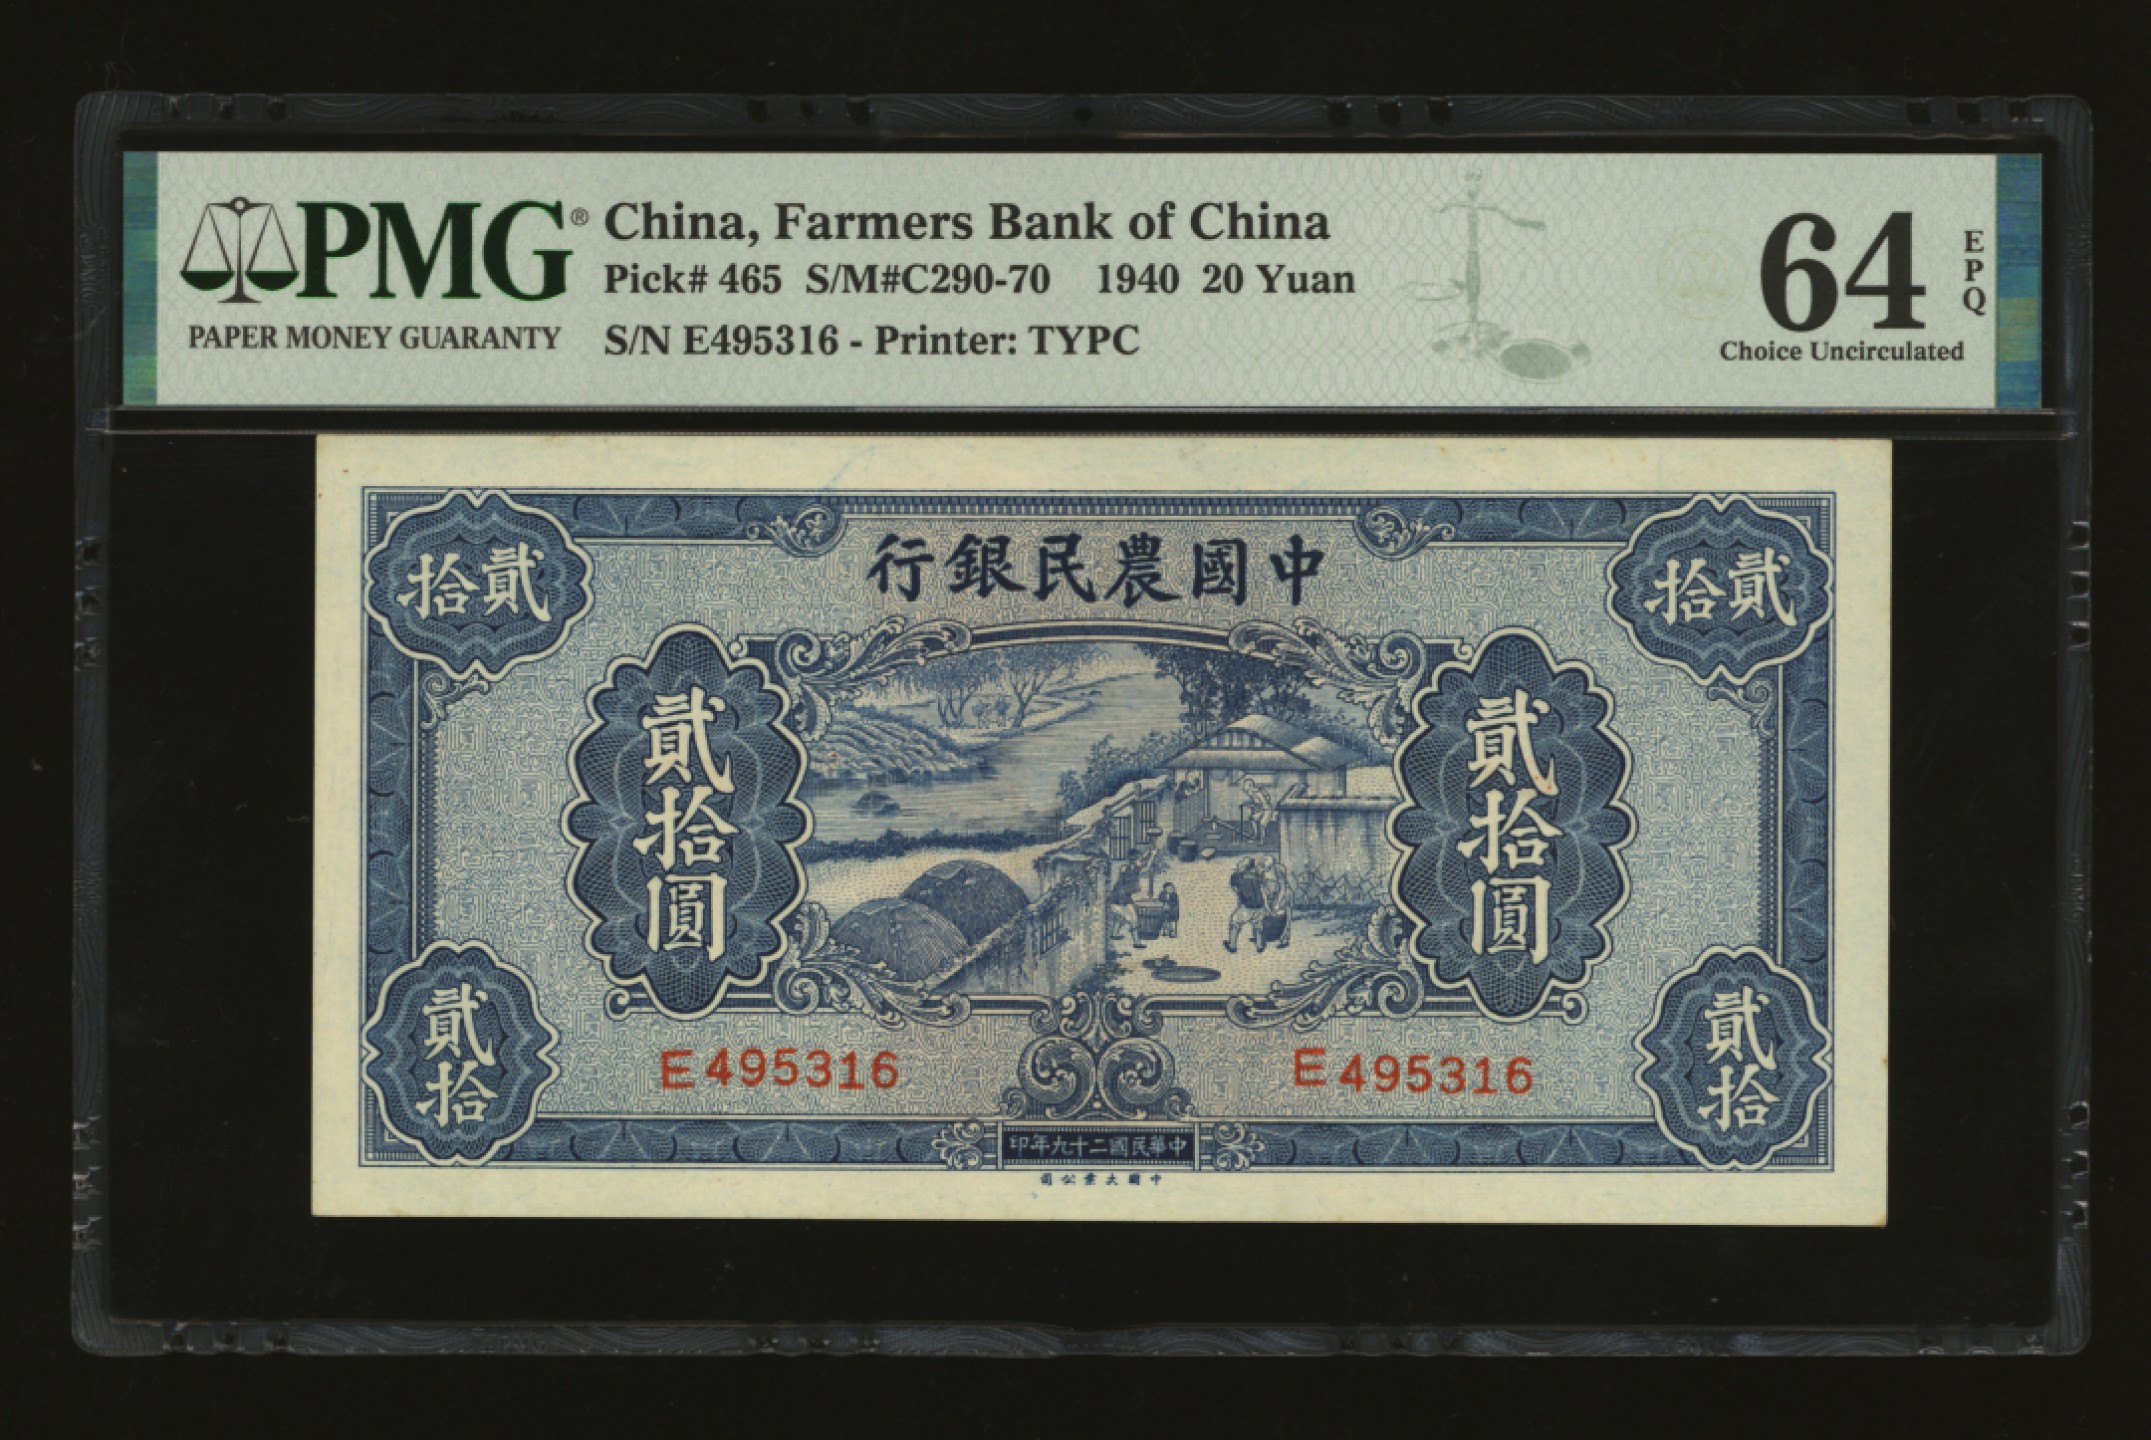 PMG®
PAPER MONEY GUARANTY
China, Farmers Bank of China
Pick# 465 S/M#C290-70 1940 20 Yuan
S/N E495316 - Printer: TYPC
64
EPQ
Choice Uncirculated
行銀民農國中
拾貳
拾貳
貳拾圓
貳拾圓
E495316
E495316
貳拾
貳拾
印年九十二國民華中
司公業大國中